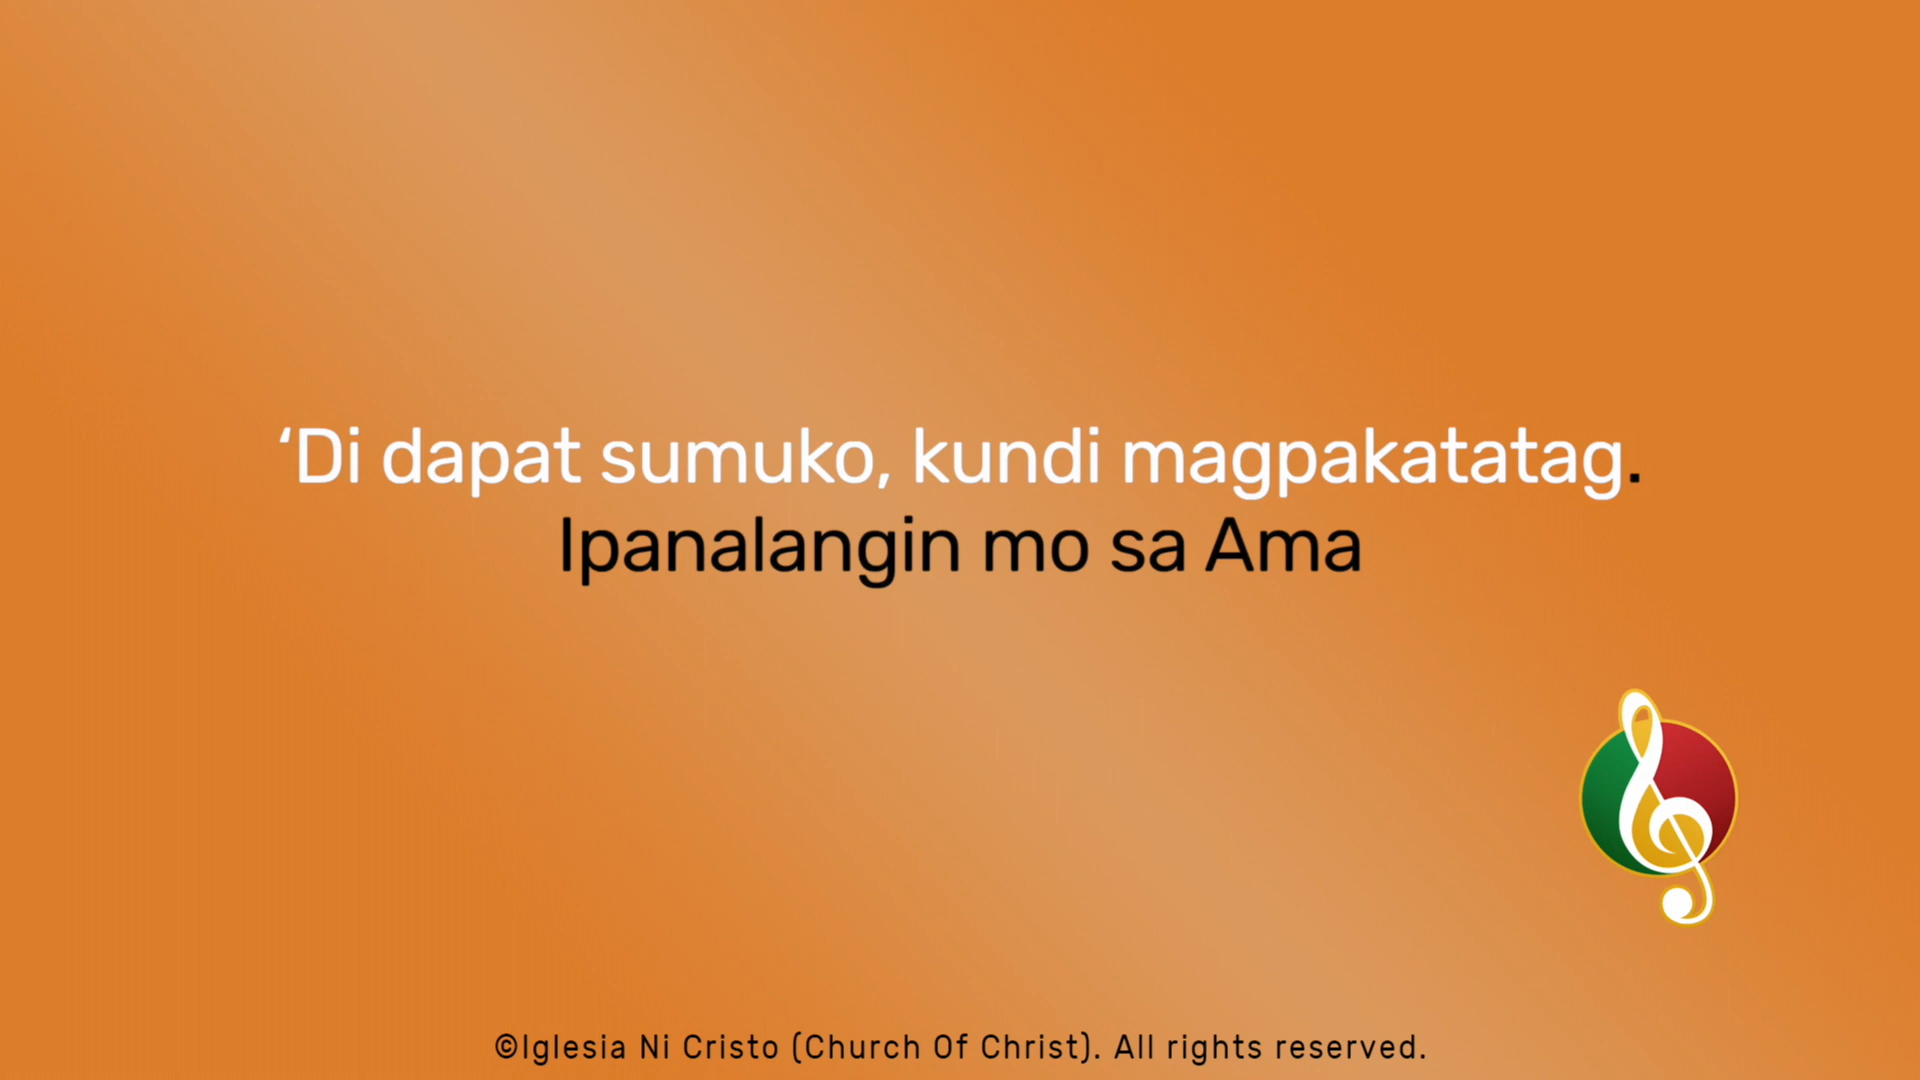 ‘Di dapat sumuko, kundi magpakatatag.
Ipanalangin mo sa Ama
©Iglesia Ni Cristo (Church Of Christ). All rights reserved.